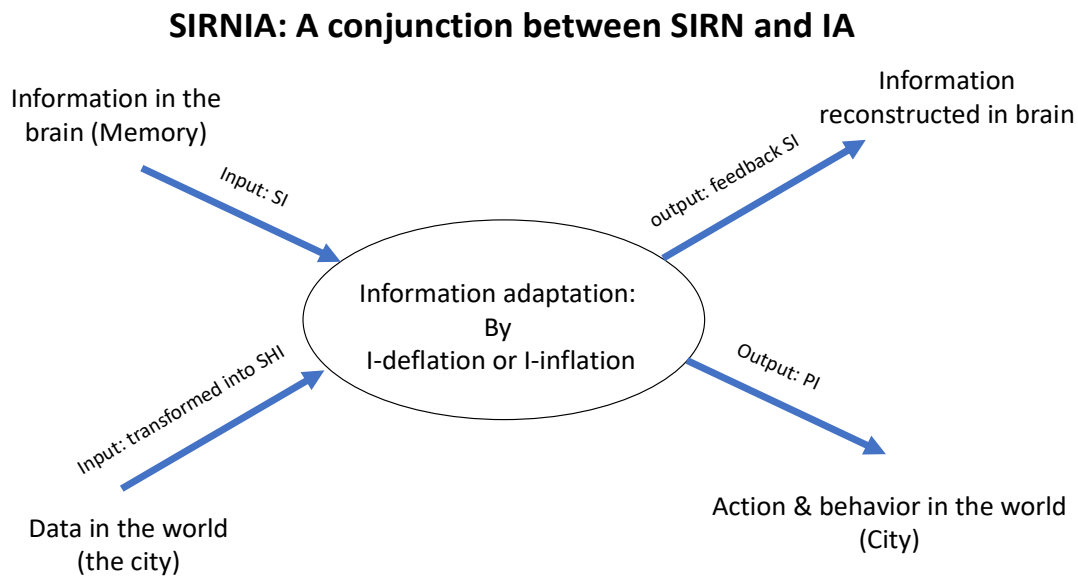 SIRNIA: A conjunction between SIRN and IA
Information in the
brain (Memory)
Information
reconstructed in brain
Input: SI
output: feedback SI
Information adaptation:
By
I-deflation or I-inflation
Input: transformed into SHI
Output: PI
Data in the world
(the city)
Action & behavior in the world
(City)